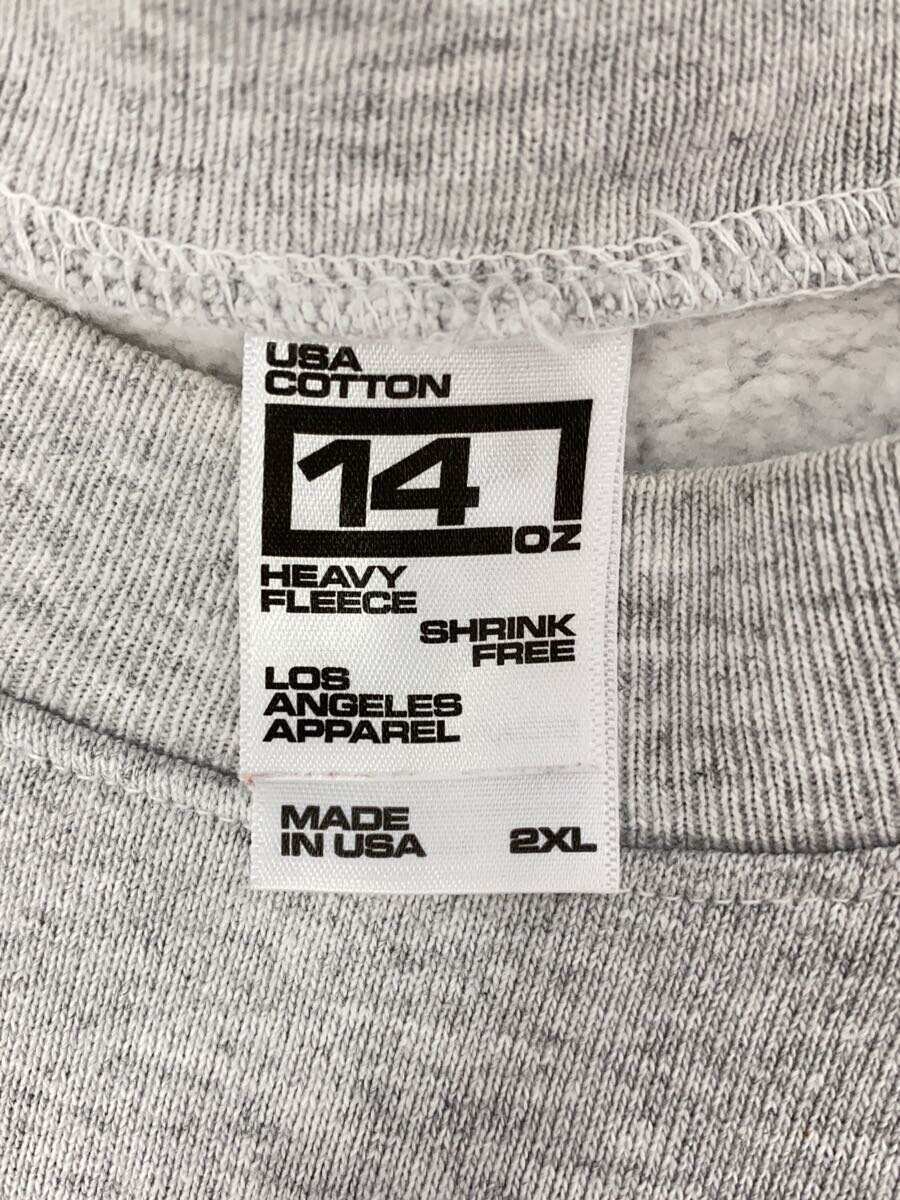 USA
COTTON
14
OZ
HEAVY
FLEECE
SHRINK
FREE
LOS
ANGELES
APPAREL
MADE
IN USA
2XL